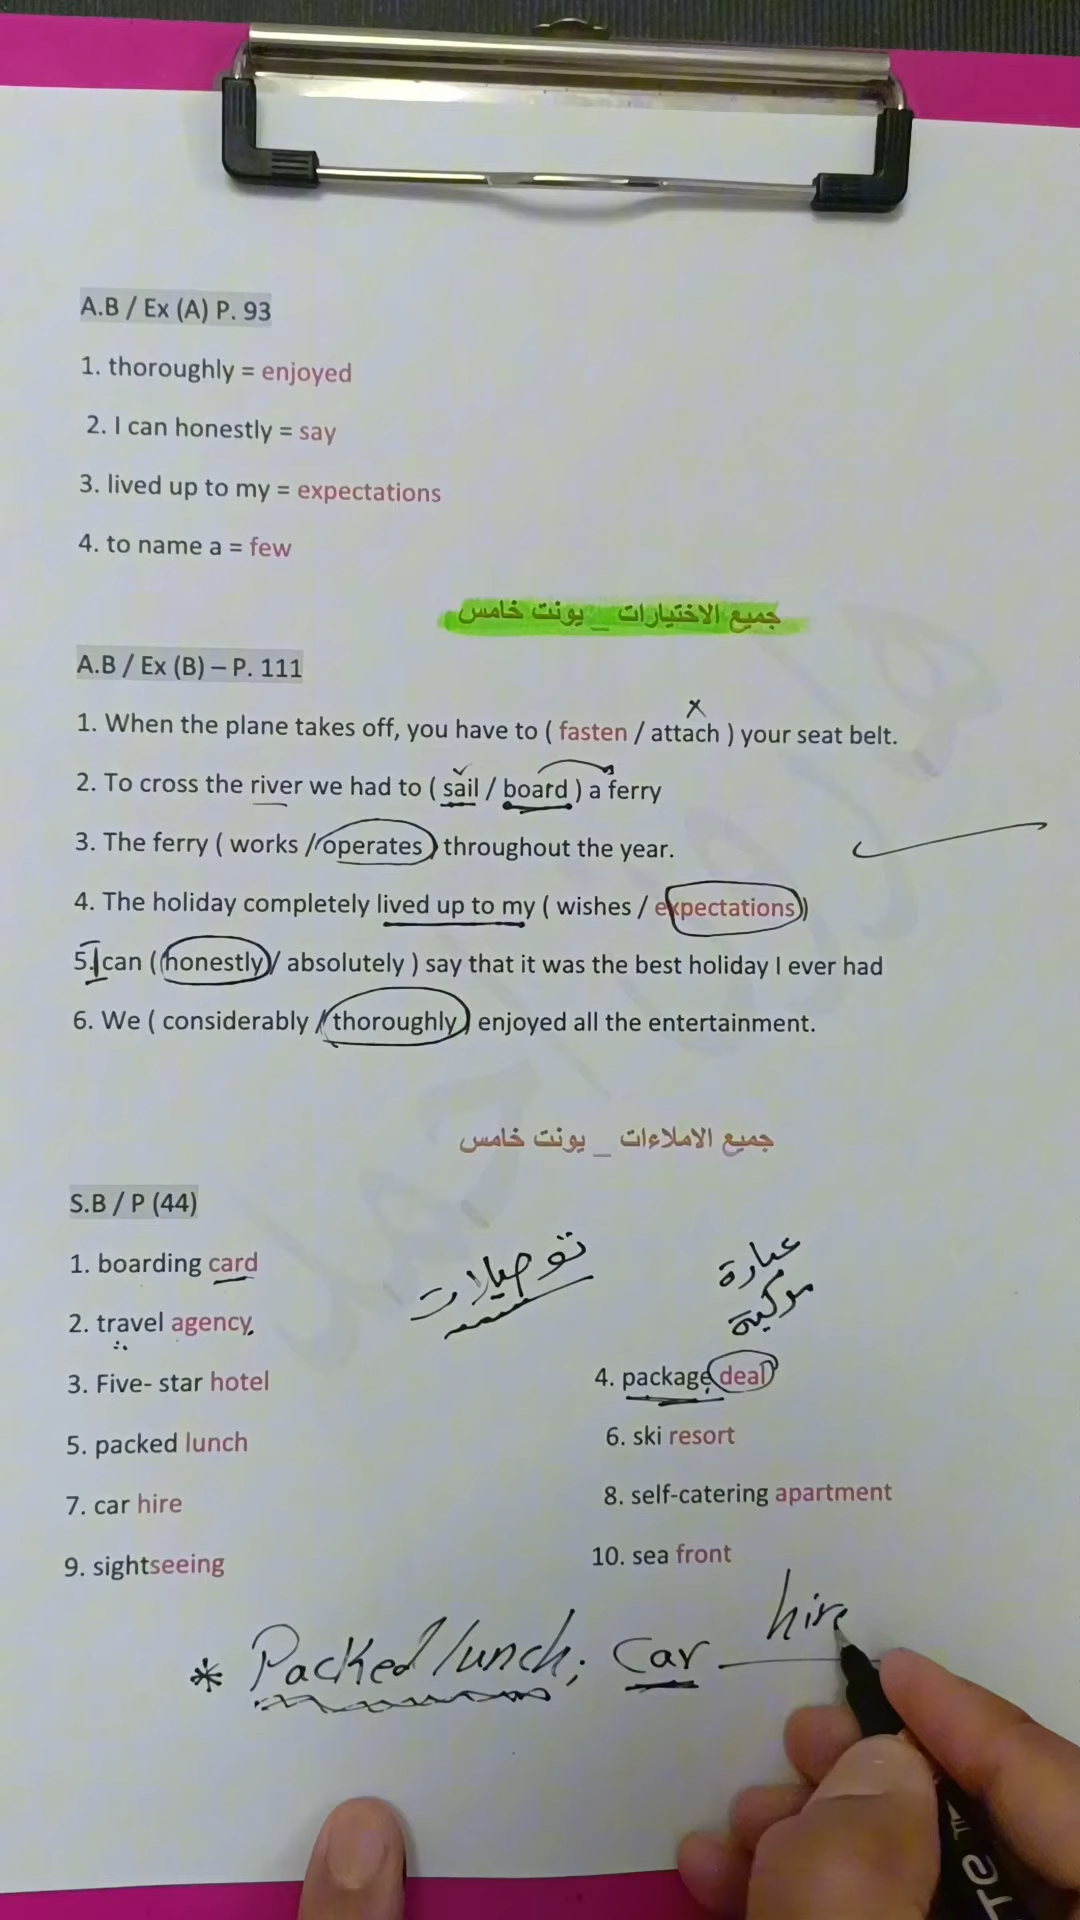 A.B / Ex (A) P. 93
1. thoroughly = enjoyed
2. I can honestly = say
3. lived up to my = expectations
4. to name a = few
جميع الاختيارات _ يونت خامس
A.B / Ex (B) – P. 111
1. When the plane takes off, you have to ( fasten / attach ) your seat belt.
2. To cross the river we had to ( sail / board ) a ferry
3. The ferry ( works / operates ) throughout the year.
4. The holiday completely lived up to my ( wishes / expectations )
5. I can ( honestly / absolutely ) say that it was the best holiday I ever had
6. We ( considerably / thoroughly ) enjoyed all the entertainment.
جميع الاملاءات _ يونت خامس
S.B / P (44)
1. boarding card
توصيلات
عبارة
مركبة
2. travel agency.
3. Five- star hotel
4. package deal
5. packed lunch
6. ski resort
7. car hire
8. self-catering apartment
9. sightseeing
10. sea front
* Packed lunch; car hire